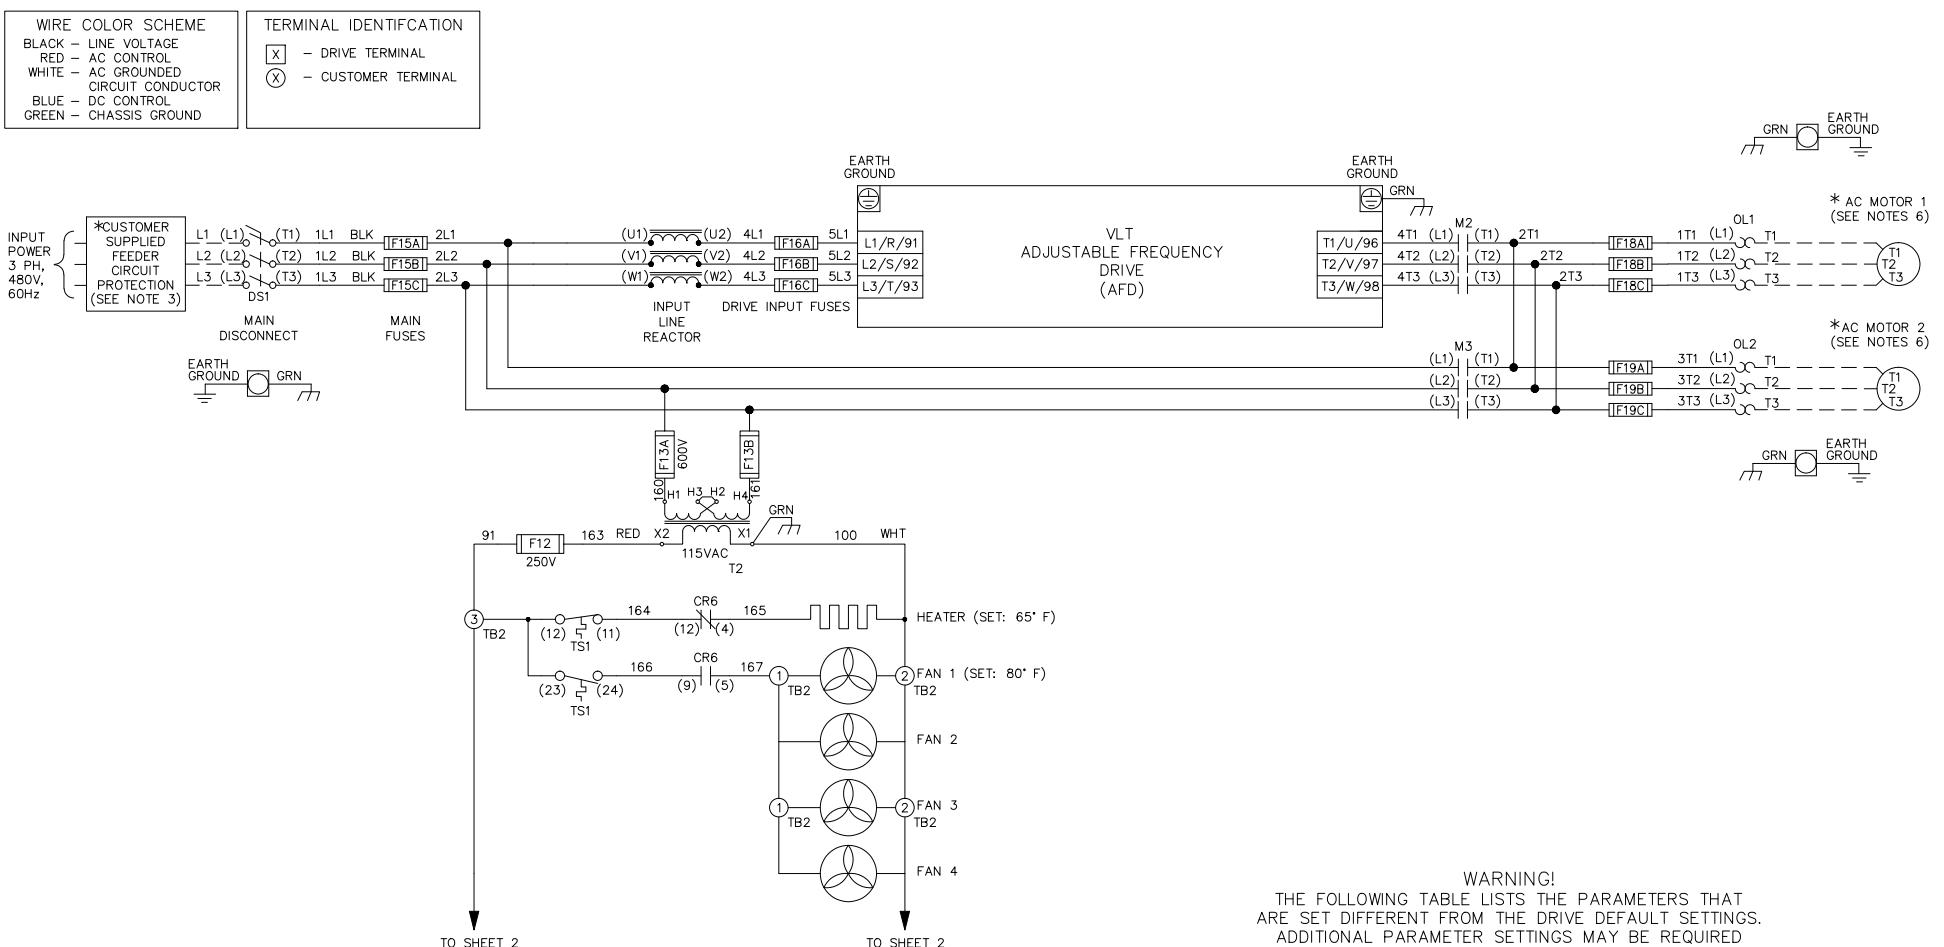 WIRE COLOR SCHEME
BLACK – LINE VOLTAGE
RED – AC CONTROL
WHITE – AC GROUNDED
CIRCUIT CONDUCTOR
BLUE – DC CONTROL
GREEN – CHASSIS GROUND
TERMINAL IDENTIFCATION
X – DRIVE TERMINAL
X – CUSTOMER TERMINAL
GRN EARTH
GROUND
EARTH
GROUND
EARTH
GROUND
GRN
INPUT
POWER
3 PH,
480V,
60Hz
*CUSTOMER
SUPPLIED
FEEDER
CIRCUIT
PROTECTION
(SEE NOTE 3)
L1 (L1) (T1) 1L1 BLK F15A 2L1
L2 (L2) (T2) 1L2 BLK F15B 2L2
L3 (L3) (T3) 1L3 BLK F15C 2L3
DS1
MAIN
DISCONNECT
MAIN
FUSES
(U1) (U2) 4L1 F16A 5L1 L1/R/91
(V1) (V2) 4L2 F16B 5L2 L2/S/92
(W1) (W2) 4L3 F16C 5L3 L3/T/93
INPUT
LINE
REACTOR
DRIVE INPUT FUSES
VLT
ADJUSTABLE FREQUENCY
DRIVE
(AFD)
M2
OL1
T1/U/96 4T1 (L1) (T1) 2T1 F18A 1T1 (L1) T1
T2/V/97 4T2 (L2) (T2) 2T2 F18B 1T2 (L2) T2
T3/W/98 4T3 (L3) (T3) 2T3 F18C 1T3 (L3) T3
* AC MOTOR 1
(SEE NOTES 6)
T1
T2
T3
EARTH
GROUND GRN
M3
OL2
(L1) (T1) F19A 3T1 (L1) T1
(L2) (T2) F19B 3T2 (L2) T2
(L3) (T3) F19C 3T3 (L3) T3
* AC MOTOR 2
(SEE NOTES 6)
T1
T2
T3
GRN EARTH
GROUND
F13A
600V
F13B
160
161
H1 H3 H2 H4
GRN
91 F12 163 RED X2 X1 100 WHT
250V
115VAC
T2
3
TB2
(12) (11)
TS1
164
CR6
(12) (4)
165
HEATER (SET: 65° F)
(23) (24)
TS1
166
CR6
(9) (5)
167
1
TB2
2
TB2
FAN 1 (SET: 80° F)
FAN 2
1
TB2
2
TB2
FAN 3
FAN 4
TO SHEET 2
TO SHEET 2
WARNING!
THE FOLLOWING TABLE LISTS THE PARAMETERS THAT
ARE SET DIFFERENT FROM THE DRIVE DEFAULT SETTINGS.
ADDITIONAL PARAMETER SETTINGS MAY BE REQUIRED